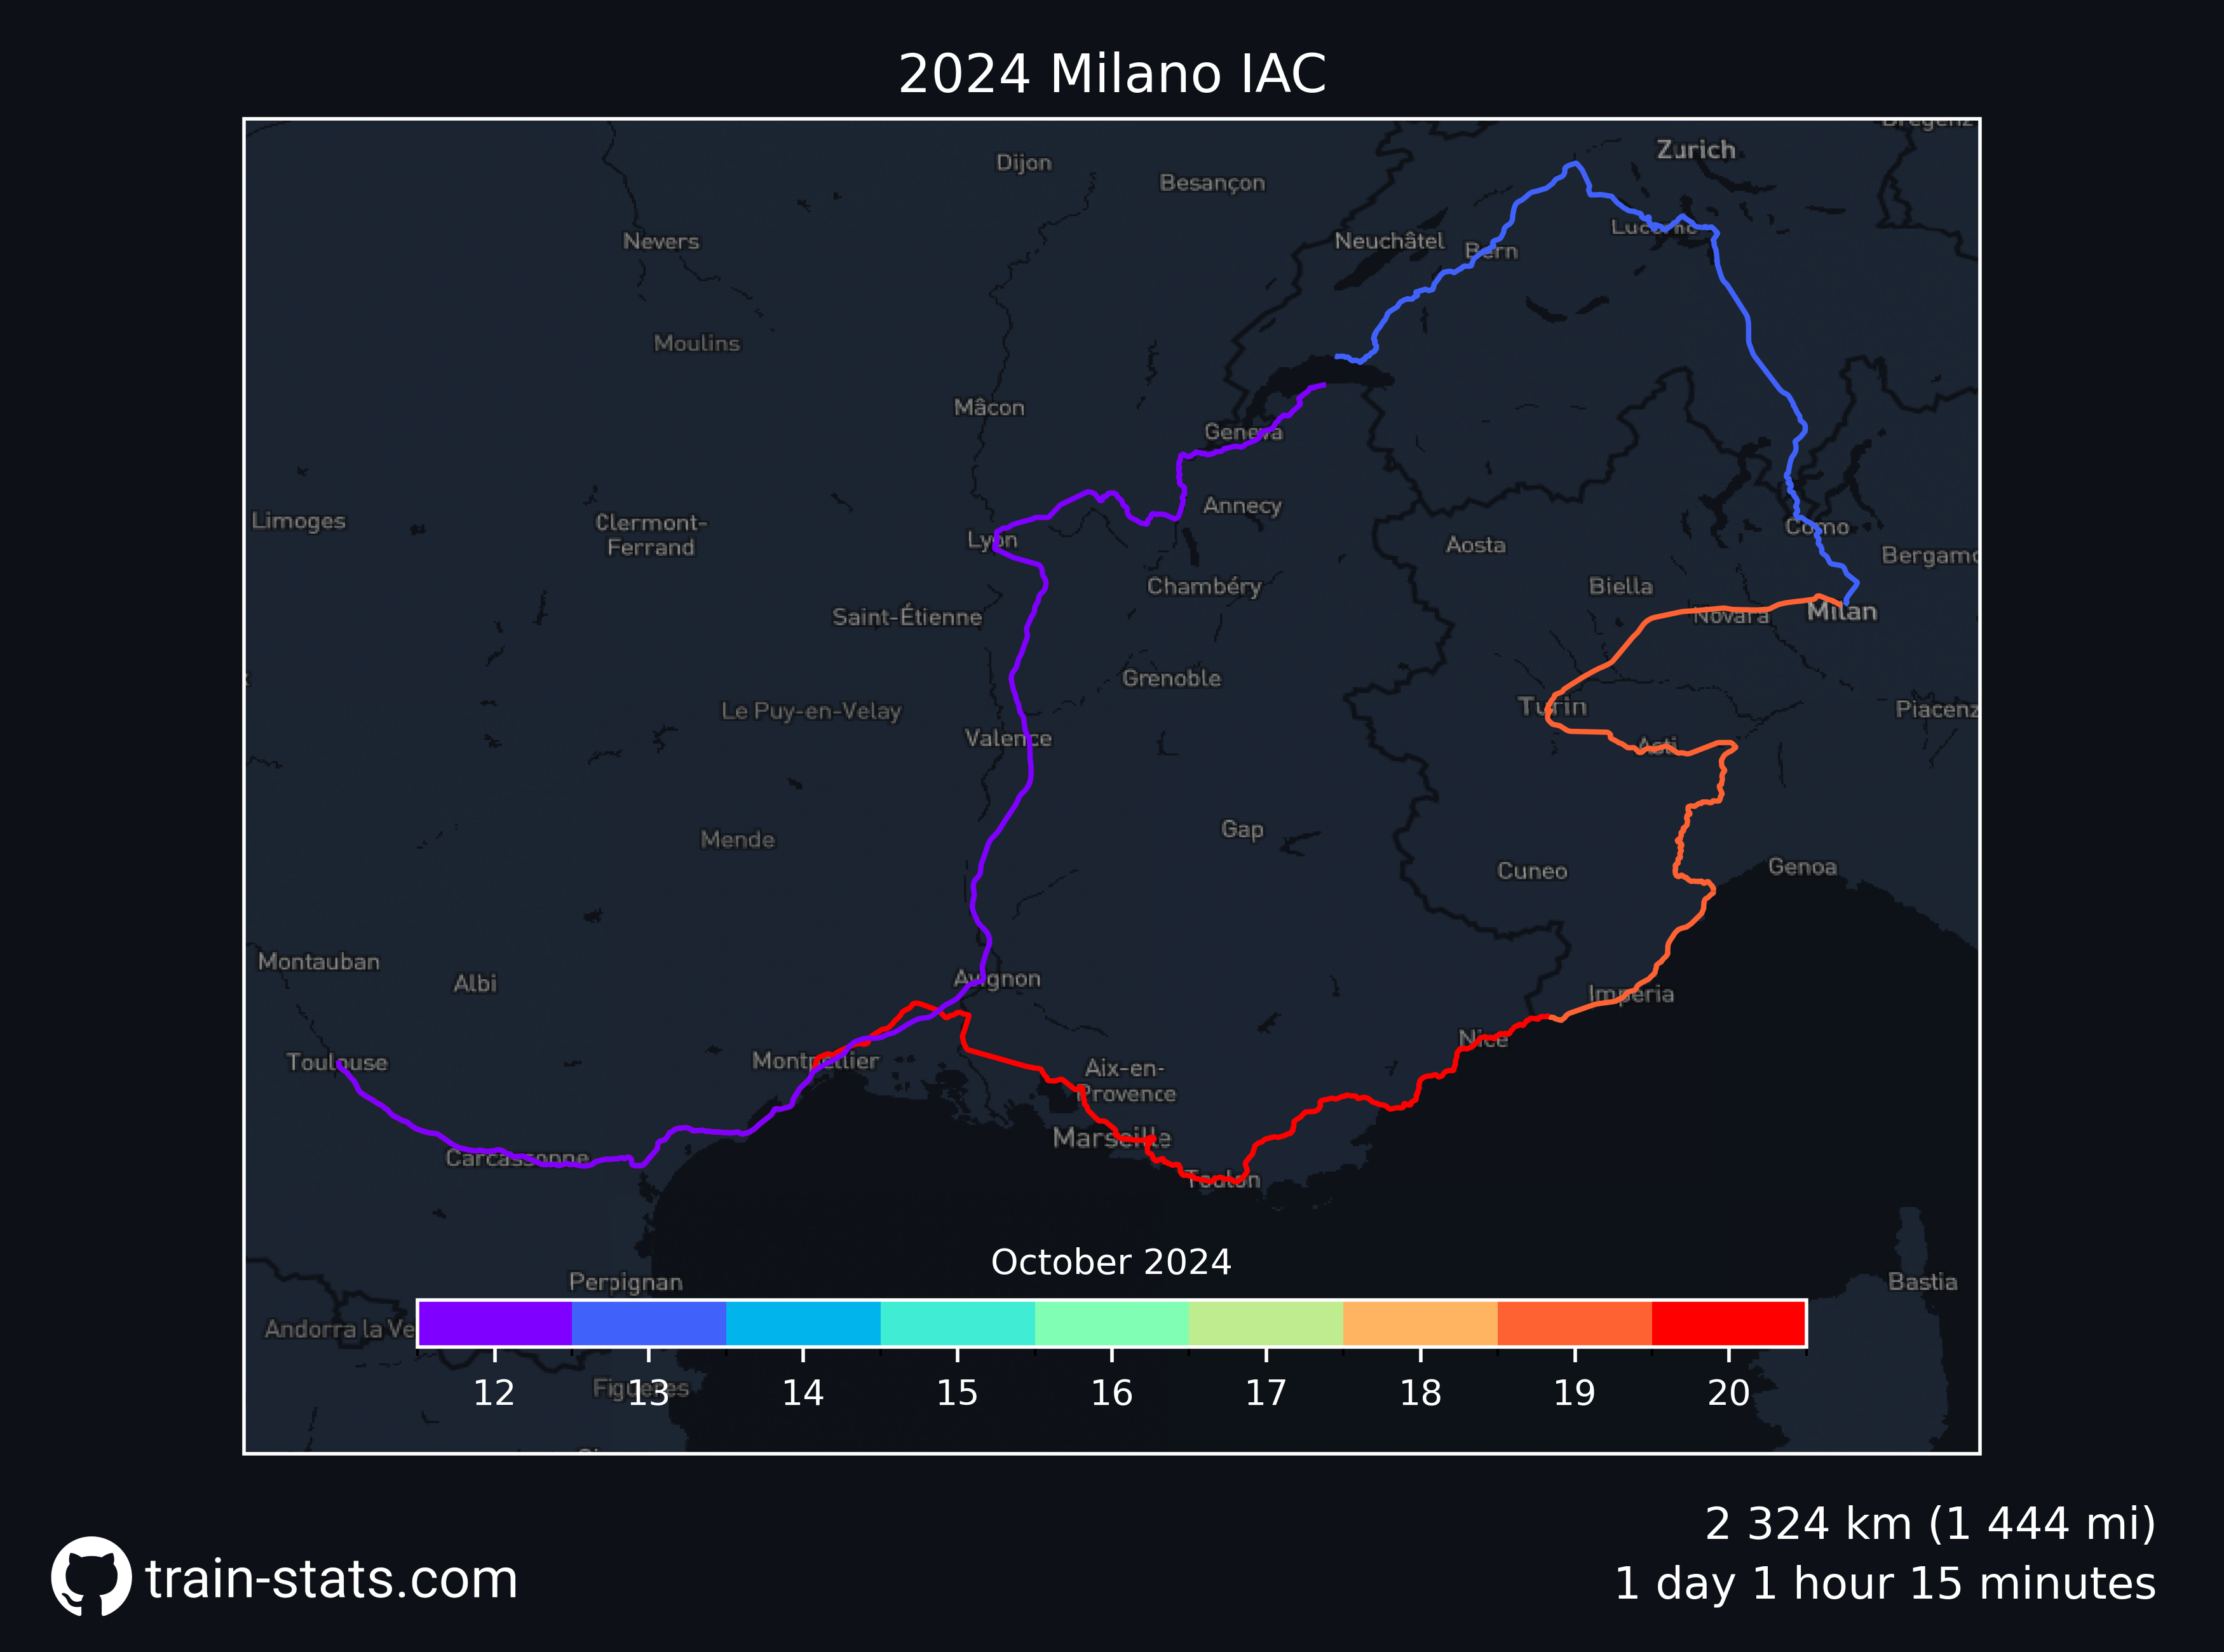 2024 Milano IAC
Zurich
Dijon
Besançon
Nevers
Neuchâtel
Lucerne
Bern
Moulins
Mâcon
Geneva
Annecy
Limoges
Clermont-
Ferrand
Lyon
Como
Aosta
Bergamo
Chambéry
Biella
Saint-Étienne
Novara
Milan
Grenoble
Le Puy-en-Velay
Turin
Piacenz
Valence
Asti
Gap
Mende
Genoa
Cuneo
Montauban
Avignon
Albi
Imperia
Nice
Toulouse
Montpellier
Aix-en-
Provence
Marseille
Carcassonne
Toulon
October 2024
Perpignan
Bastia
Andorra la Ve
Figueres
12 13 14 15 16 17 18 19 20
2 324 km (1 444 mi)
train-stats.com
1 day 1 hour 15 minutes